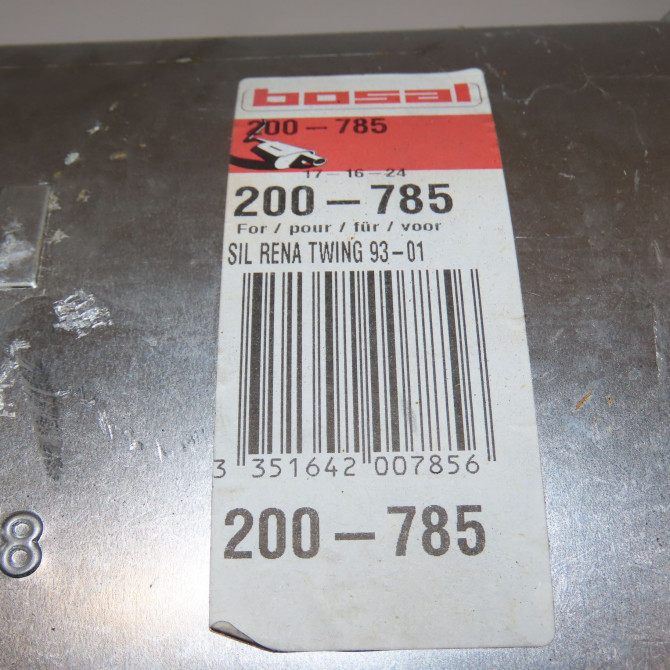 bosal
200-785
17-16-24
200-785
For / pour / für / voor
SIL RENA TWING 93-01
3 351642 007856
200-785
8